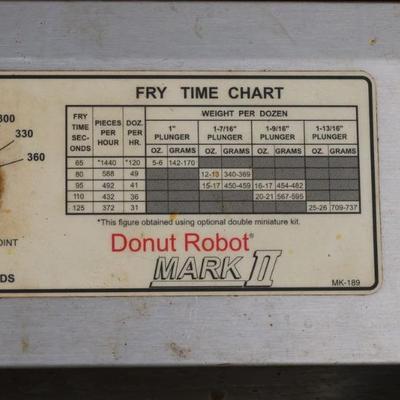 FRY TIME CHART
FRY TIME SEC- ONDS PIECES PER HOUR DOZ. PER HR. WEIGHT PER DOZEN
1" PLUNGER 1-7/16" PLUNGER 1-9/16" PLUNGER 1-13/16" PLUNGER
OZ. GRAMS OZ. GRAMS OZ. GRAMS OZ. GRAMS
65 *1440 *120 5-6 142-170
80 588 49 12-13 340-369
95 492 41 15-17 450-459 16-17 454-482
110 432 36 20-21 567-595
125 372 31 25-26 709-737
*This figure obtained using optional double miniature kit.
300
330
360
OINT
DS
Donut Robot®
MARK II
MK-189